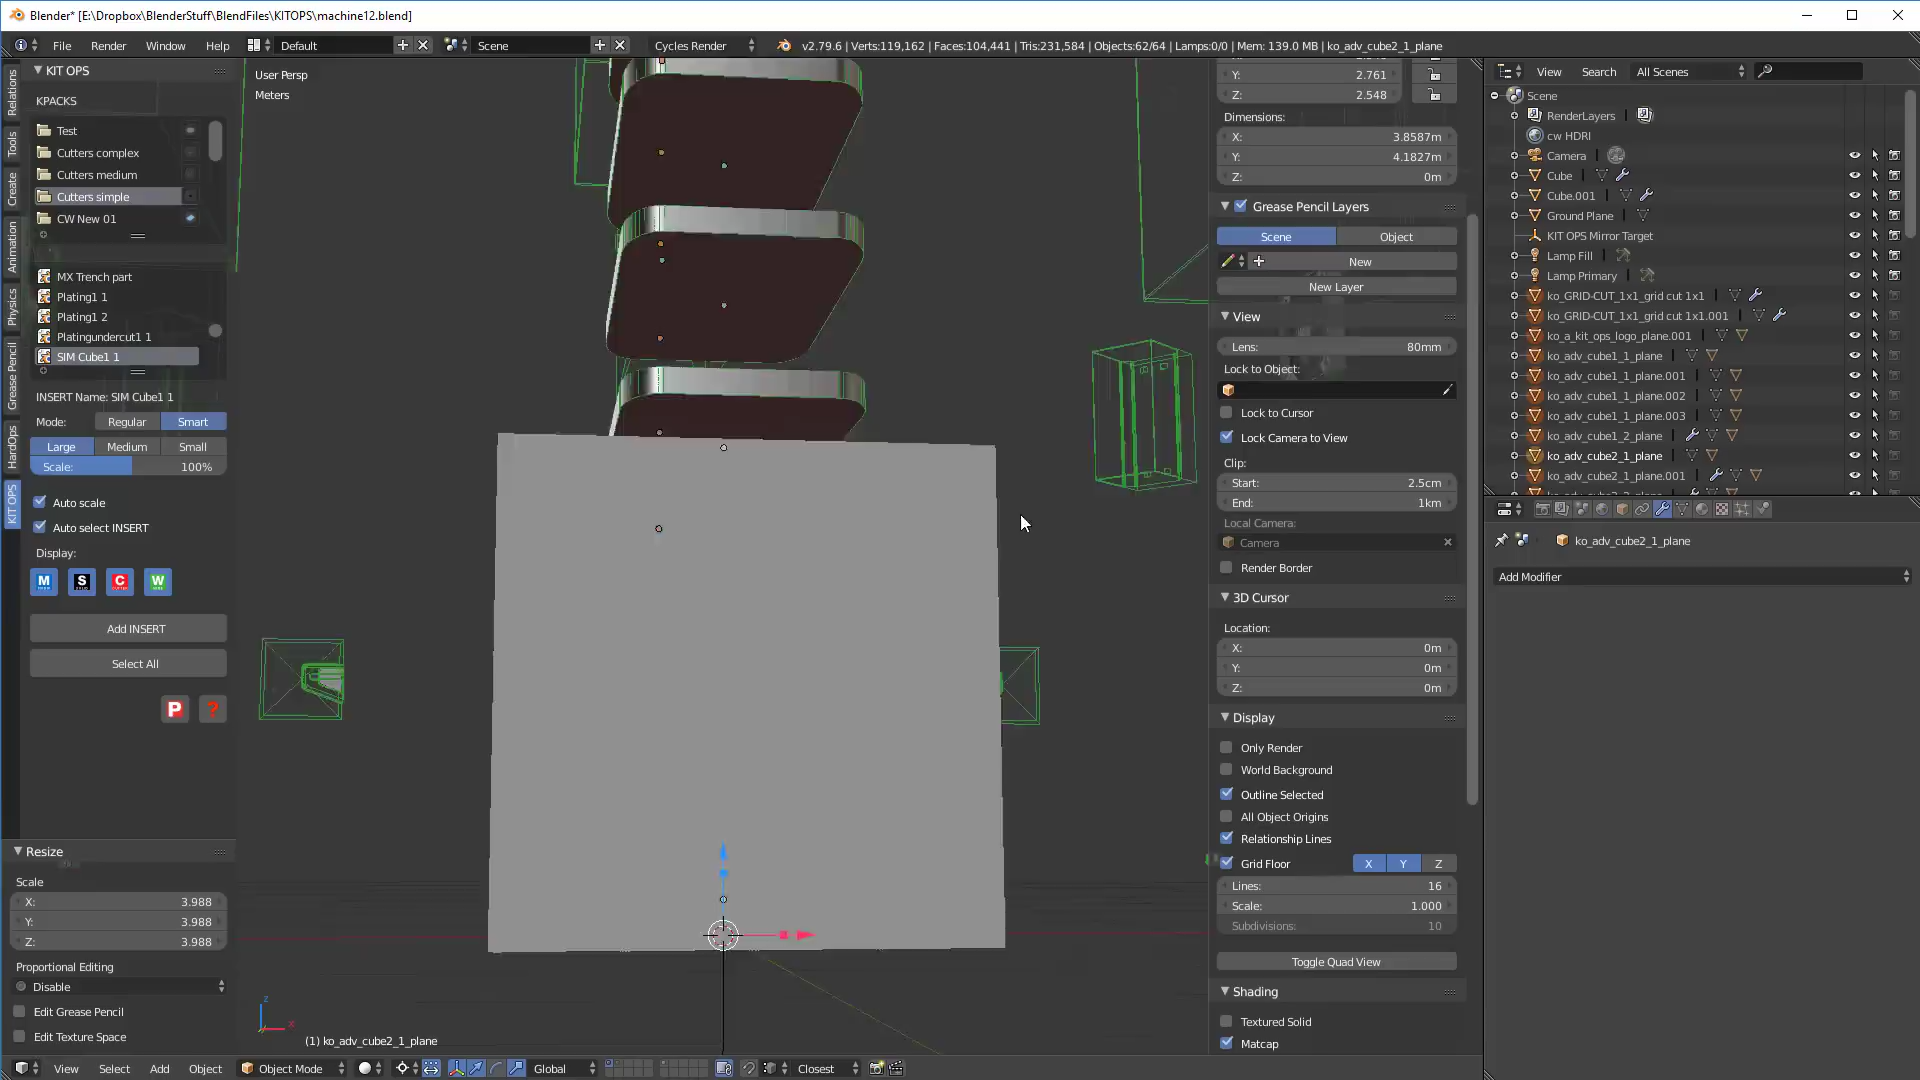 Blender* [E:\Dropbox\BlenderStuff\BlendFiles\KITOPS\machine12.blend]
File Render Window Help Default Scene Cycles Render v2.79.6 | Verts:119,162 | Faces:104,441 | Tris:231,584 | Objects:62/64 | Lamps:0/0 | Mem: 139.0 MB | ko_adv_cube2_1_plane
Relations
Tools
Create
Animation
Physics
Grease Pencil
HardOps
KIT OPS
KIT OPS
KPACKS
Test
Cutters complex
Cutters medium
Cutters simple
CW New 01
MX Trench part
Plating1 1
Plating1 2
Platingundercut1 1
SIM Cube1 1
INSERT Name: SIM Cube1 1
Mode: Regular Smart
Large Medium Small
Scale: 100%
Auto scale
Auto select INSERT
Display:
M S C W
Add INSERT
Select All
P ?
Resize
Scale
X: 3.988
Y: 3.988
Z: 3.988
Proportional Editing
Disable
Edit Grease Pencil
Edit Texture Space
User Persp
Meters
z
x
(1) ko_adv_cube2_1_plane
View Select Add Object Object Mode Global Closest
Y: 2.761
Z: 2.548
Dimensions:
X: 3.8587m
Y: 4.1827m
Z: 0m
Grease Pencil Layers
Scene Object
New
New Layer
View
Lens: 80mm
Lock to Object:
Lock to Cursor
Lock Camera to View
Clip:
Start: 2.5cm
End: 1km
Local Camera:
Camera
Render Border
3D Cursor
Location:
X: 0m
Y: 0m
Z: 0m
Display
Only Render
World Background
Outline Selected
All Object Origins
Relationship Lines
Grid Floor X Y Z
Lines: 16
Scale: 1.000
Subdivisions: 10
Toggle Quad View
Shading
Textured Solid
Matcap
View Search All Scenes
Scene
RenderLayers
cw HDRI
Camera
Cube
Cube.001
Ground Plane
KIT OPS Mirror Target
Lamp Fill
Lamp Primary
ko_GRID-CUT_1x1_grid cut 1x1
ko_GRID-CUT_1x1_grid cut 1x1.001
ko_a_kit_ops_logo_plane.001
ko_adv_cube1_1_plane
ko_adv_cube1_1_plane.001
ko_adv_cube1_1_plane.002
ko_adv_cube1_1_plane.003
ko_adv_cube1_2_plane
ko_adv_cube2_1_plane
ko_adv_cube2_1_plane.001
ko_adv_cube2_1_plane
Add Modifier